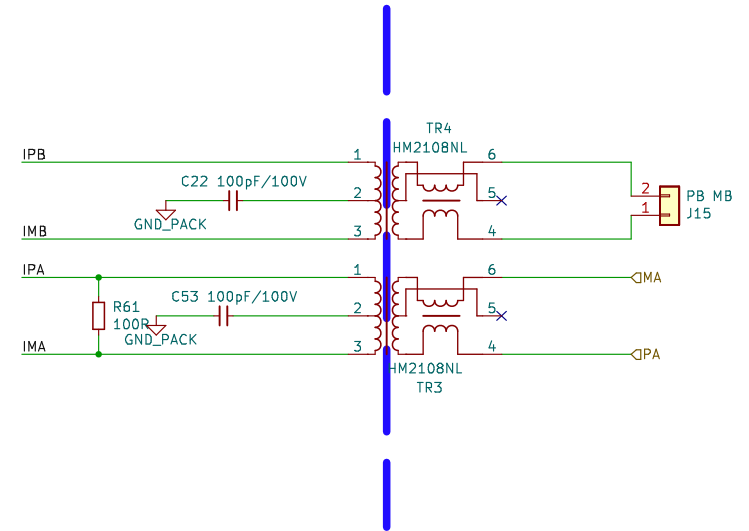 TR4
HM2108NL
IPB
1
6
C22 100pF/100V
2
5
2
PB MB
GND_PACK
1
J15
IMB
3
4
IPA
1
6
MA
C53 100pF/100V
R61
2
5
100R
GND_PACK
IMA
3
4
PA
HM2108NL
TR3